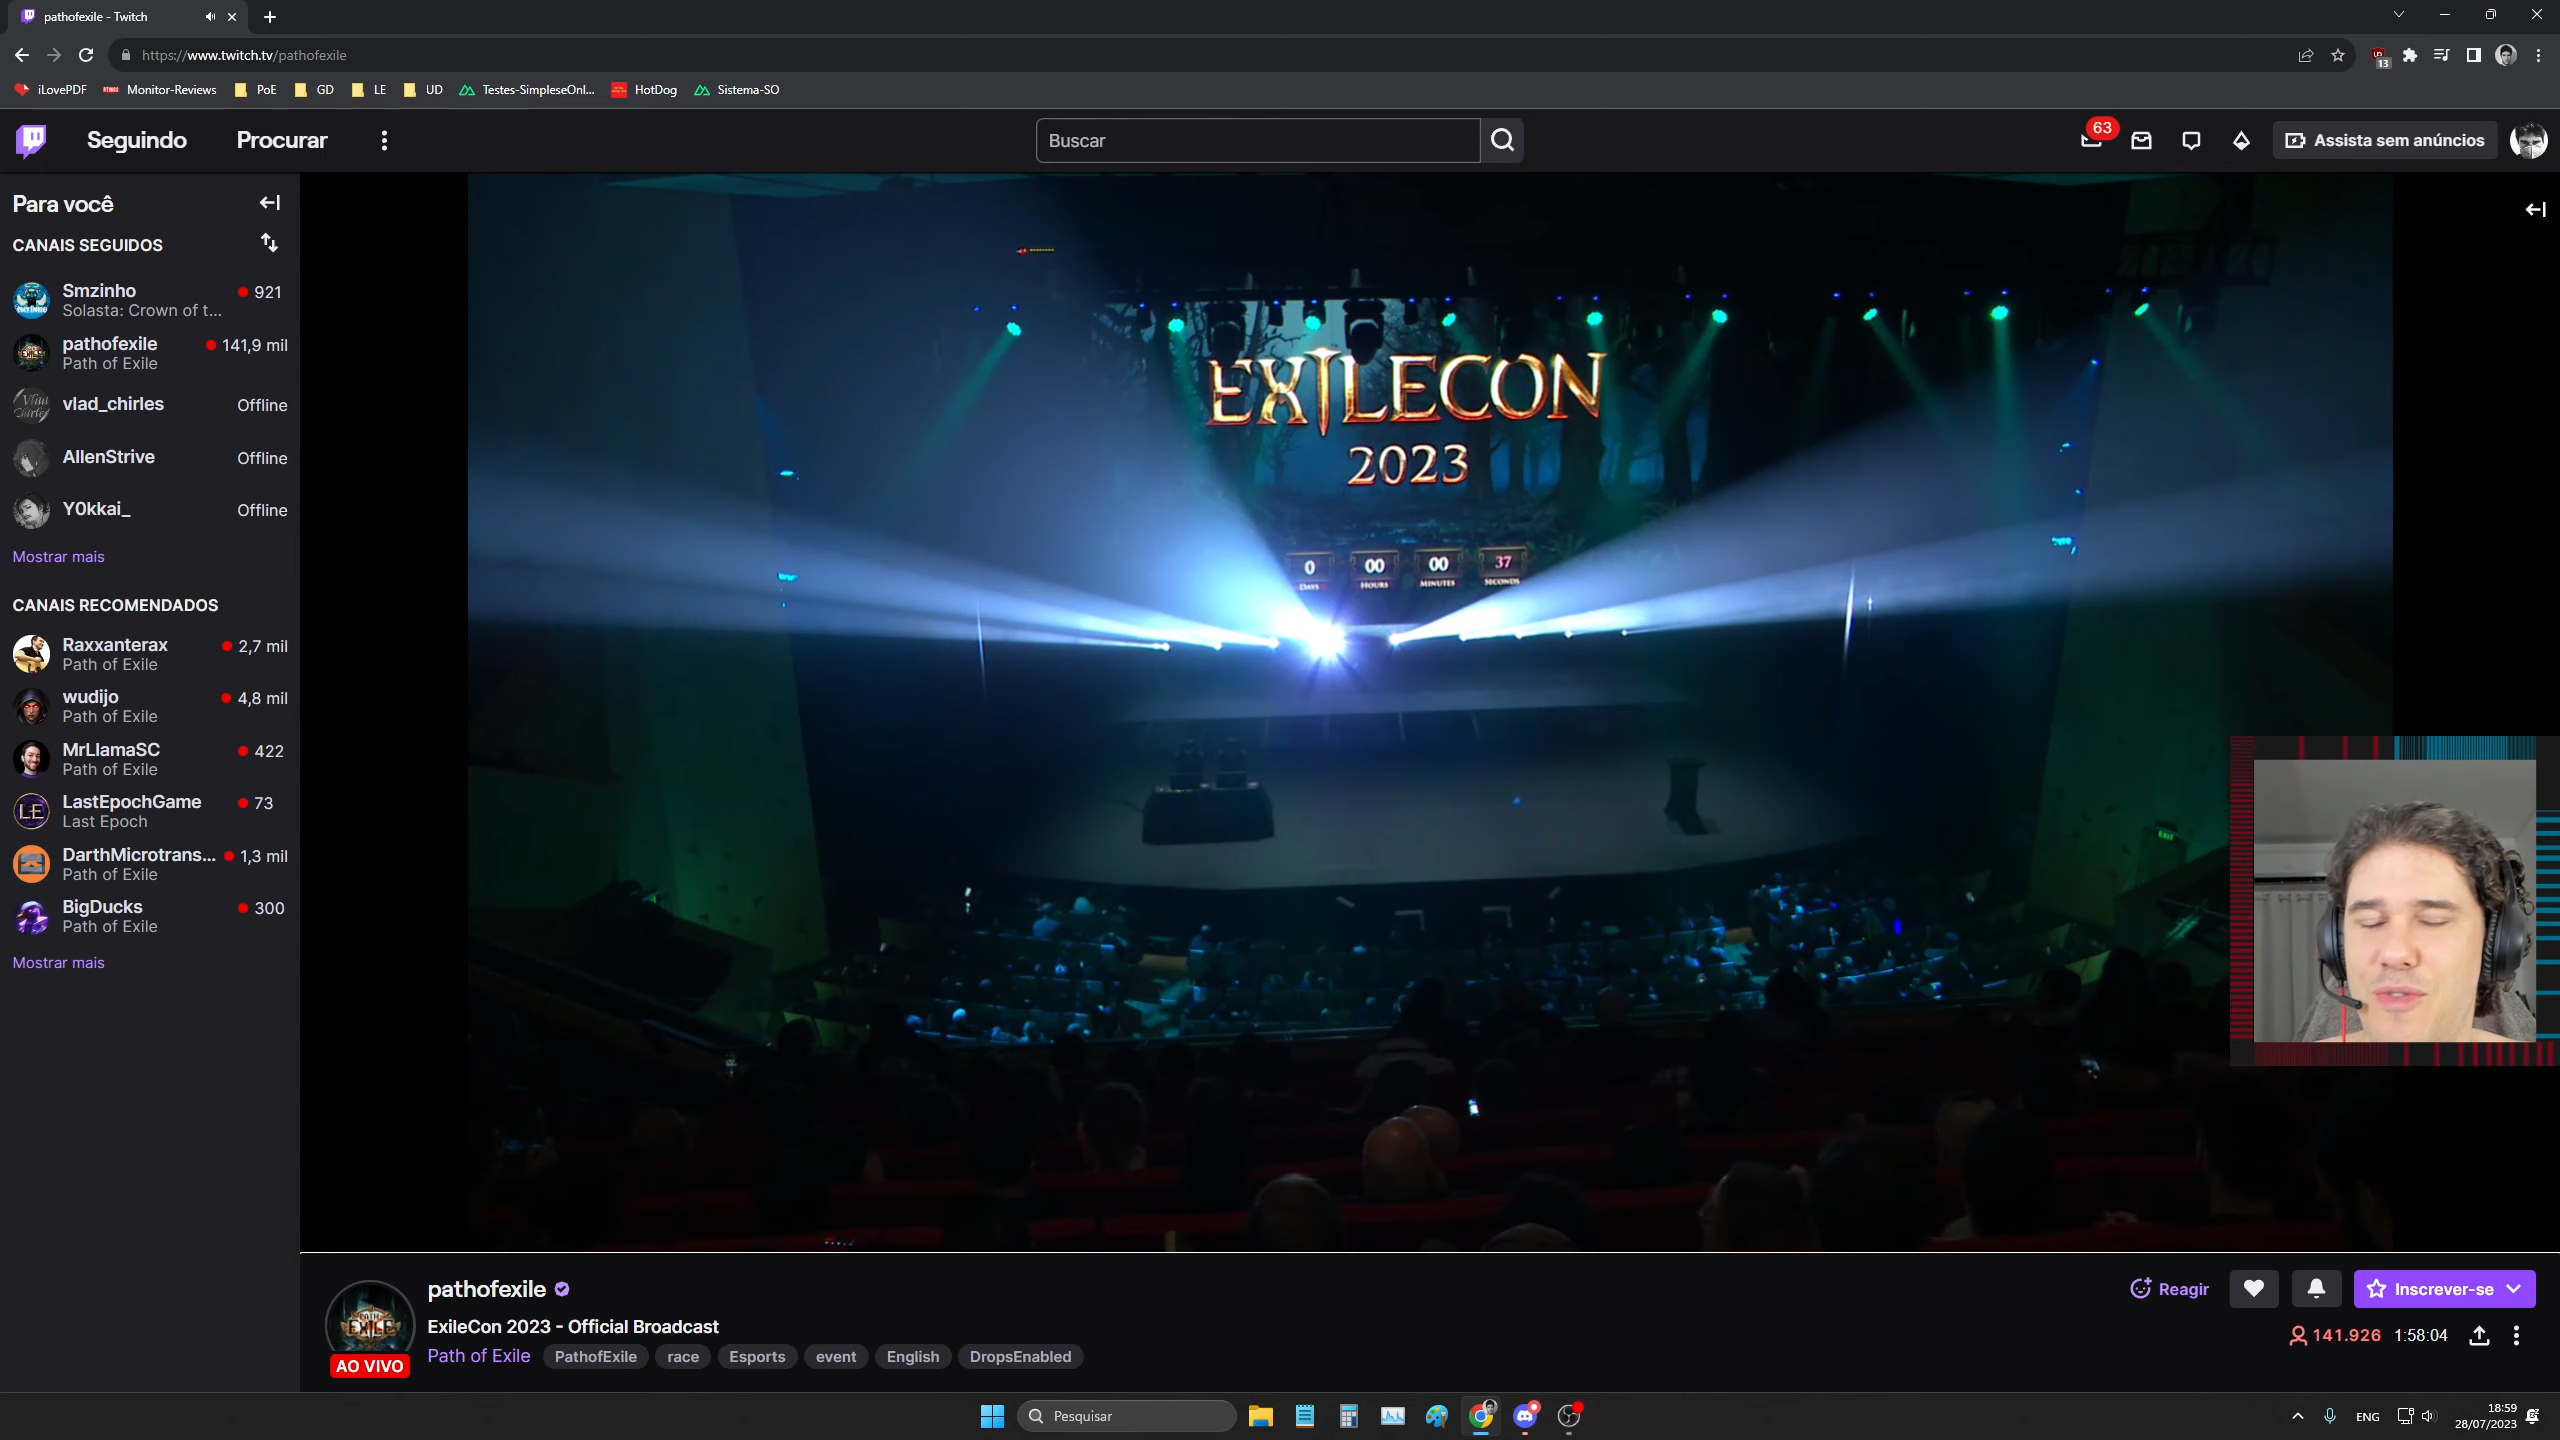 pathofexile - Twitch
https://www.twitch.tv/pathofexile
13
iLovePDF
Monitor-Reviews
PoE
GD
LE
UD
Testes-SimpleseOnl...
HotDog
Sistema-SO
Seguindo
Procurar
Buscar
63
Assista sem anúncios
Para você
CANAIS SEGUIDOS
Smzinho
921
Solasta: Crown of t...
pathofexile
141,9 mil
Path of Exile
vlad_chirles
Offline
AllenStrive
Offline
Y0kkai_
Offline
Mostrar mais
CANAIS RECOMENDADOS
Raxxanterax
2,7 mil
Path of Exile
wudijo
4,8 mil
Path of Exile
MrLlamaSC
422
Path of Exile
LastEpochGame
73
Last Epoch
DarthMicrotrans...
1,3 mil
Path of Exile
BigDucks
300
Path of Exile
Mostrar mais
EXILECON
2023
0 00 00 37
DAYS HOURS MINUTES SECONDS
pathofexile
ExileCon 2023 - Official Broadcast
Path of Exile
PathofExile
race
Esports
event
English
DropsEnabled
AO VIVO
Reagir
Inscrever-se
141.926
1:58:04
Pesquisar
ENG
18:59
28/07/2023